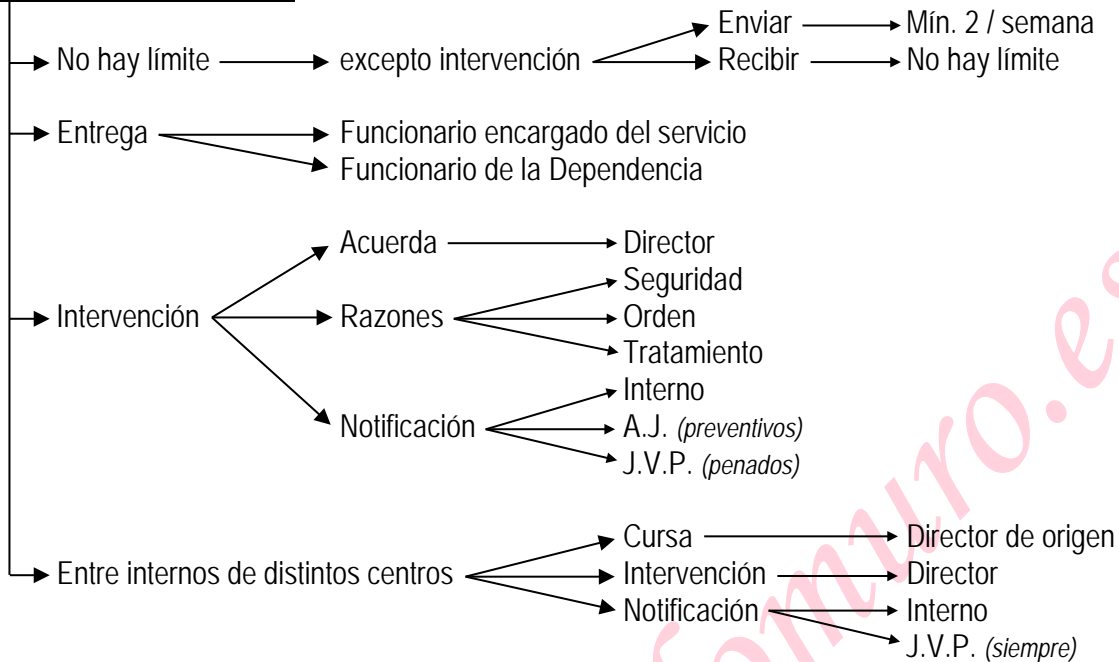 Enviar Mín. 2 / semana
No hay límite excepto intervención Recibir No hay límite
Entrega Funcionario encargado del servicio
Funcionario de la Dependencia
Acuerda Director
Seguridad
Intervención Razones Orden
Tratamiento
Interno
Notificación A.J. (preventivos)
J.V.P. (penados)
Cursa Director de origen
Entre internos de distintos centros Intervención Director
Notificación Interno
J.V.P. (siempre)